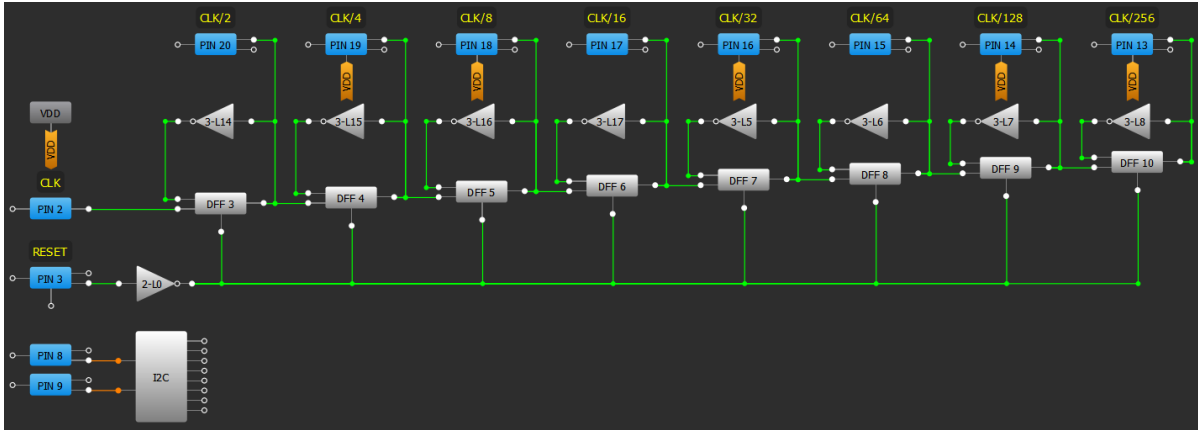 CLK/2 CLK/4 CLK/8 CLK/16 CLK/32 CLK/64 CLK/128 CLK/256
PIN 20 PIN 19 PIN 18 PIN 17 PIN 16 PIN 15 PIN 14 PIN 13
VDD VDD VDD VDD VDD
VDD
3-L14 3-L15 3-L16 3-L17 3-L5 3-L6 3-L7 3-L8
VDD
CLK
PIN 2
DFF 3 DFF 4 DFF 5 DFF 6 DFF 7 DFF 8 DFF 9 DFF 10
RESET
PIN 3 2-L0
PIN 8
I2C
PIN 9